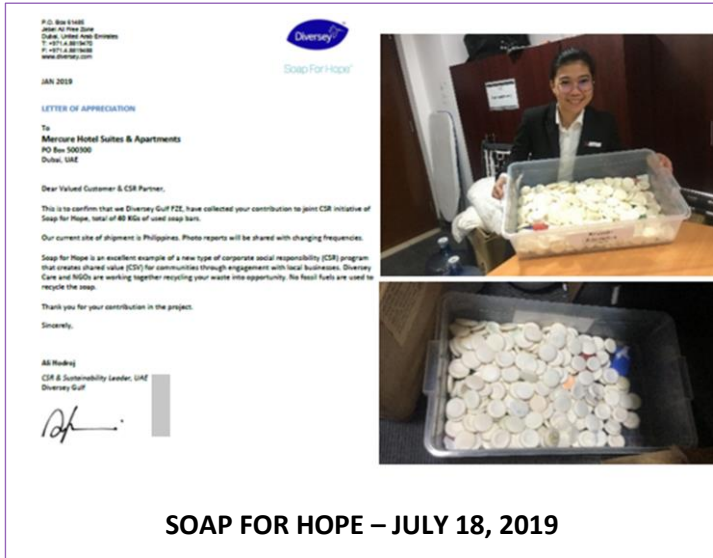 P.O. Box 61485
Jebel Ali Free Zone
Dubai, United Arab Emirates
www.diversey.com
Diversey
Soap For Hope
JAN 2019
LETTER OF APPRECIATION
To
Mercure Hotel Suites & Apartments
PO Box 500300
Dubai, UAE
Dear Valued Customer & CSR Partner,
This is to confirm that we Diversey Gulf FZE, have collected your contribution to joint CSR initiative of
Soap for Hope, total of 40 KGs of used soap bars.
Our current site of shipment is Philippines. Photo reports will be shared with changing frequencies.
Soap for Hope is an excellent example of a new type of corporate social responsibility (CSR) program
that creates shared value (CSV) for communities through engagement with local businesses. Diversey
Care and NGOs are working together recycling your waste into opportunity. No fossil fuels are used to
recycle the soap.
Thank you for your contribution in the project.
Sincerely,
Ali Hodroj
CSR & Sustainability Leader, UAE
Diversey Gulf
SOAP FOR HOPE – JULY 18, 2019